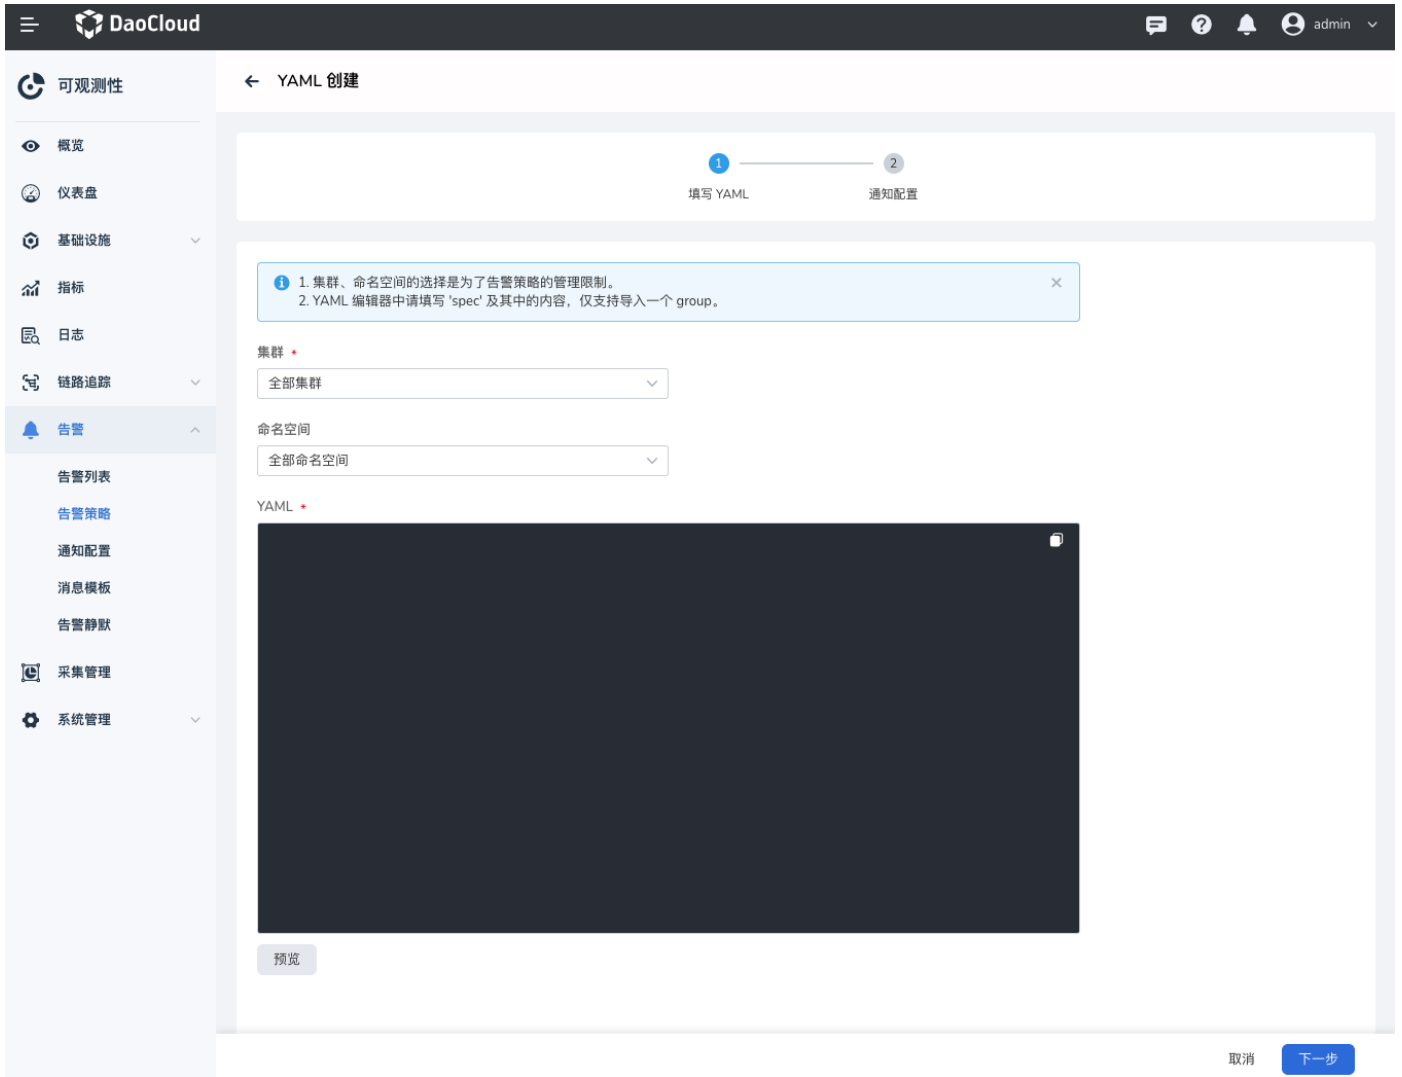 DaoCloud
admin
可观测性
YAML 创建
概览
仪表盘
基础设施
指标
日志
链路追踪
告警
告警列表
告警策略
通知配置
消息模板
告警静默
采集管理
系统管理
1
2
填写 YAML
通知配置
1. 集群、命名空间的选择是为了告警策略的管理限制。
2. YAML 编辑器中请填写 'spec' 及其中的内容，仅支持导入一个 group。
集群 *
全部集群
命名空间
全部命名空间
YAML *
预览
取消
下一步